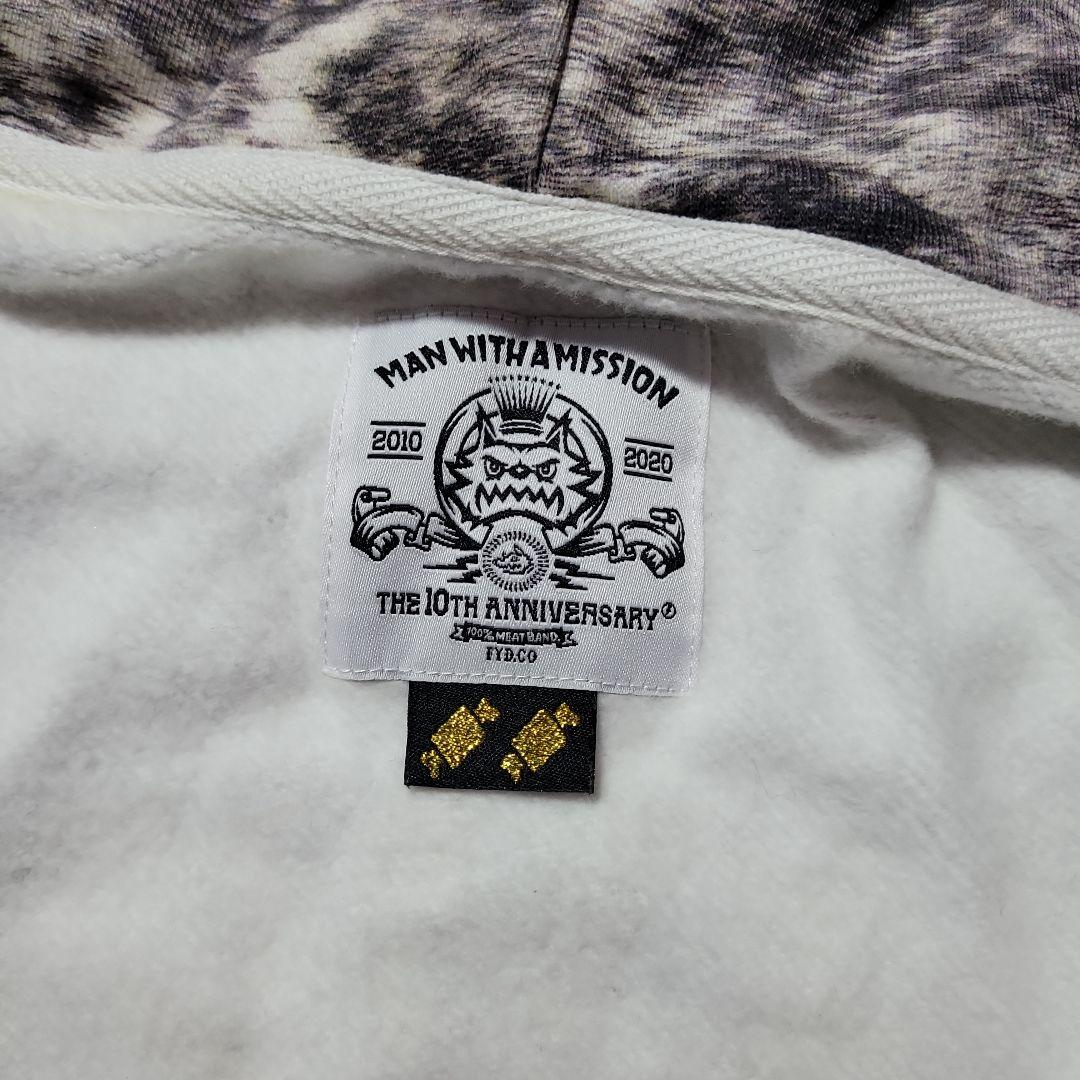 MAN WITH A MISSION
2010
2020
THE 10TH ANNIVERSARY
100% MEAT BAND
FYD.CO